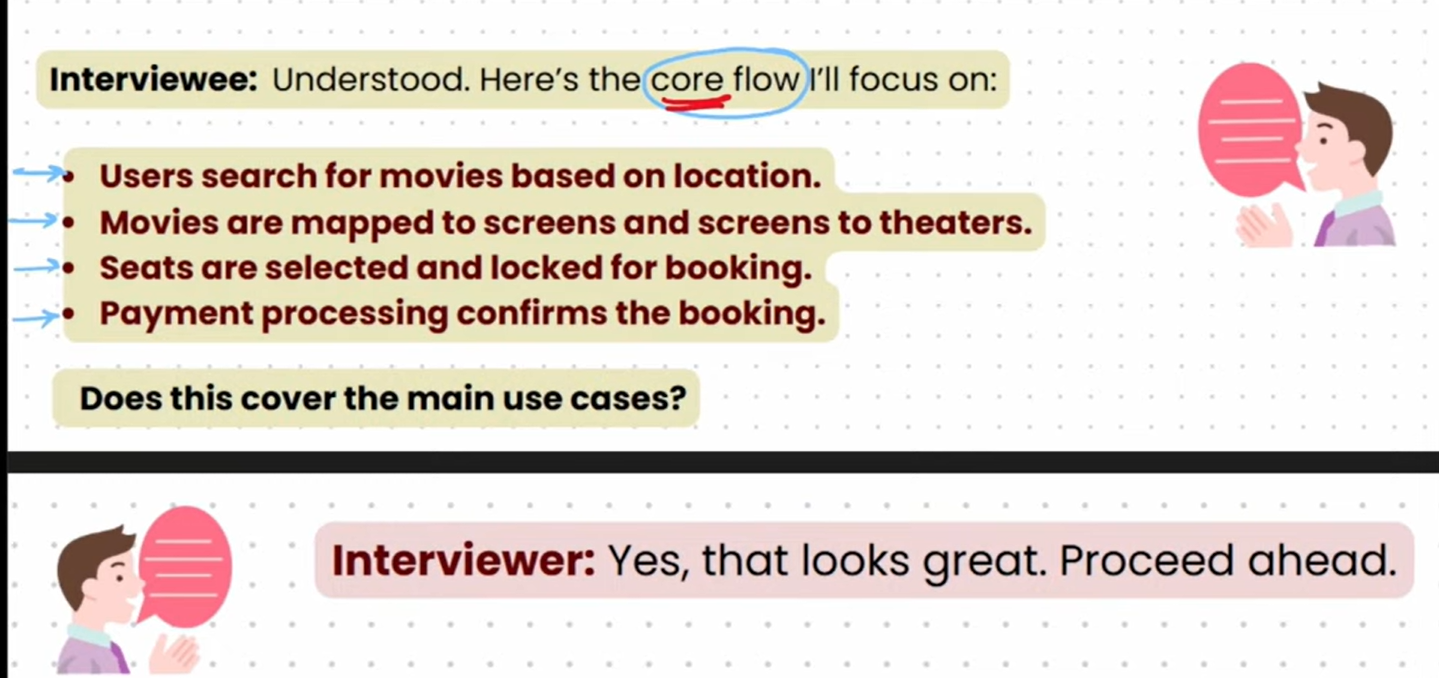 Interviewee: Understood. Here's the core flow I'll focus on:
• Users search for movies based on location.
• Movies are mapped to screens and screens to theaters.
• Seats are selected and locked for booking.
• Payment processing confirms the booking.
Does this cover the main use cases?
Interviewer: Yes, that looks great. Proceed ahead.